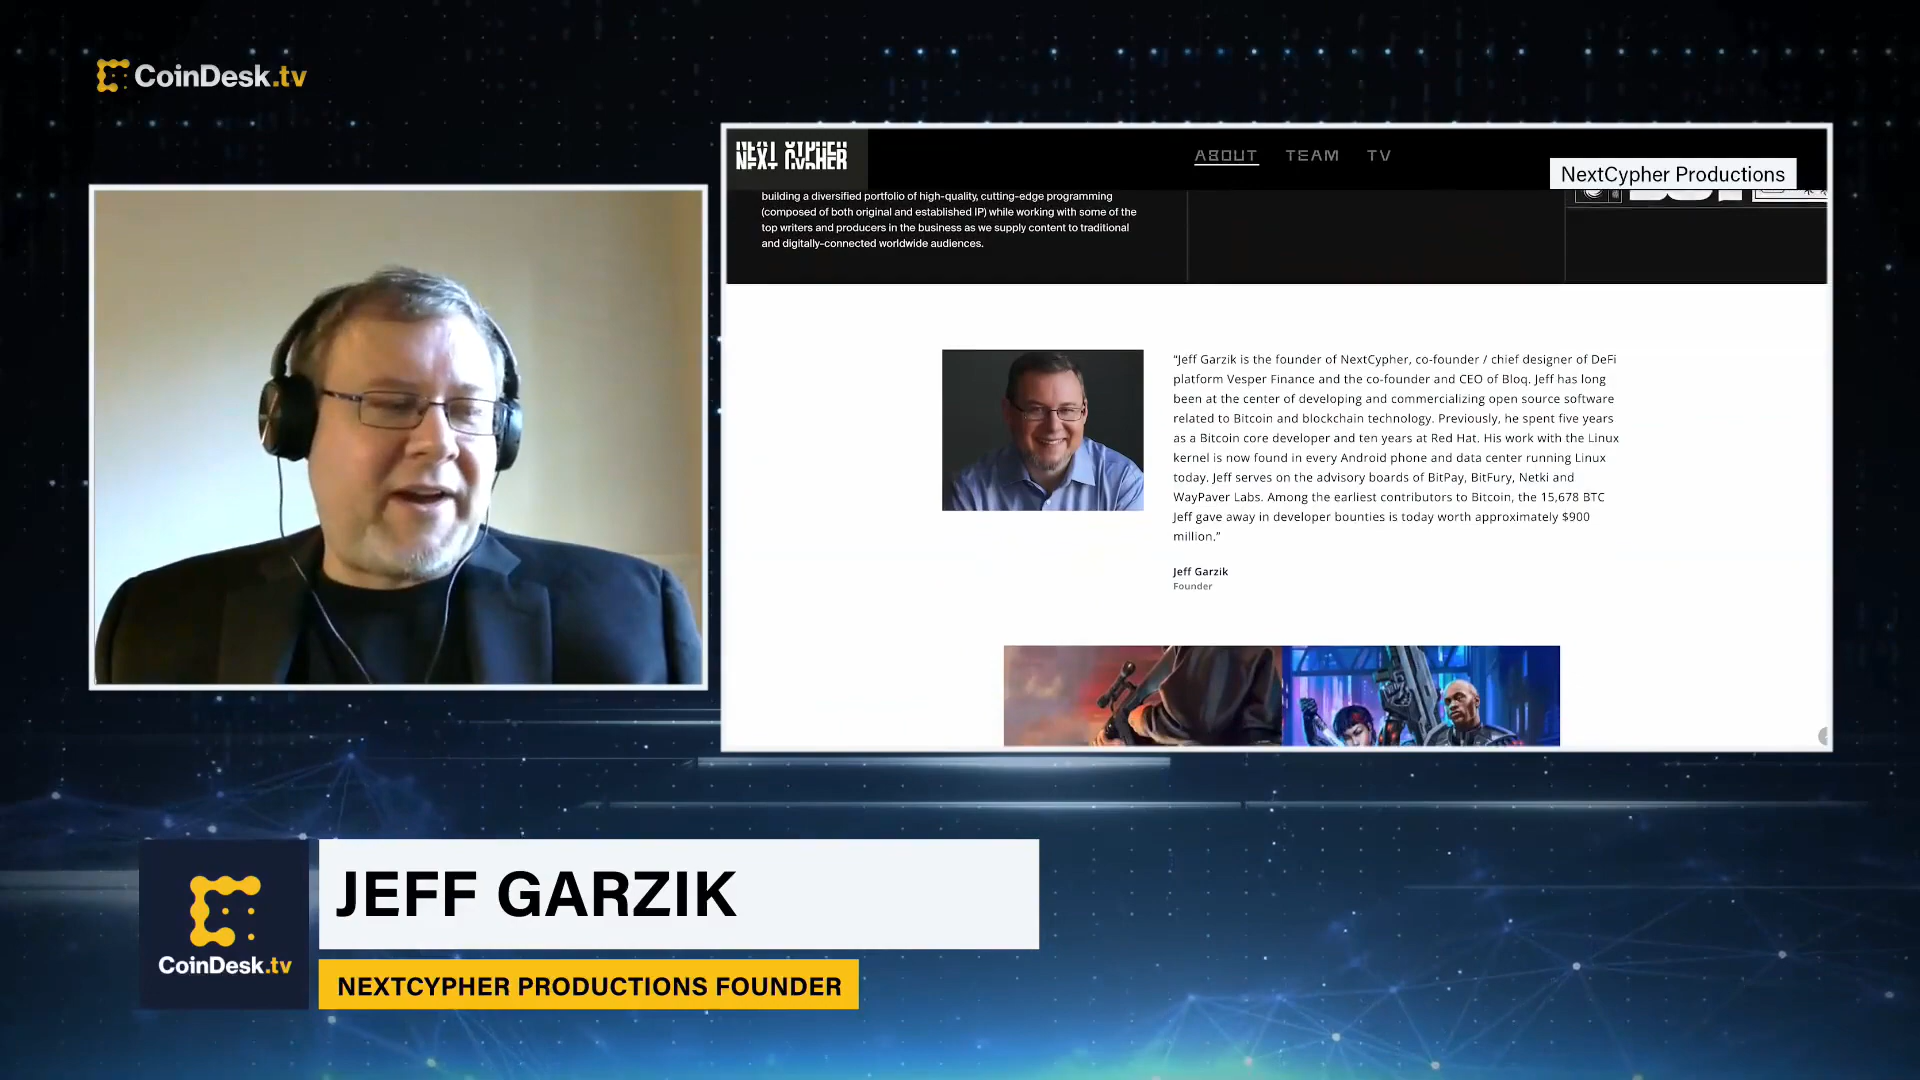 CoinDesk.tv
NEXT CYPHER
ABOUT TEAM TV
NextCypher Productions
building a diversified portfolio of high-quality, cutting-edge programming
(composed of both original and established IP) while working with some of the
top writers and producers in the business as we supply content to traditional
and digitally-connected worldwide audiences.
"Jeff Garzik is the founder of NextCypher, co-founder / chief designer of DeFi
platform Vesper Finance and the co-founder and CEO of Bloq. Jeff has long
been at the center of developing and commercializing open source software
related to Bitcoin and blockchain technology. Previously, he spent five years
as a Bitcoin core developer and ten years at Red Hat. His work with the Linux
kernel is now found in every Android phone and data center running Linux
today. Jeff serves on the advisory boards of BitPay, BitFury, Netki and
WayPaver Labs. Among the earliest contributors to Bitcoin, the 15,678 BTC
Jeff gave away in developer bounties is today worth approximately $900
million."
Jeff Garzik
Founder
JEFF GARZIK
CoinDesk.tv
NEXTCYPHER PRODUCTIONS FOUNDER